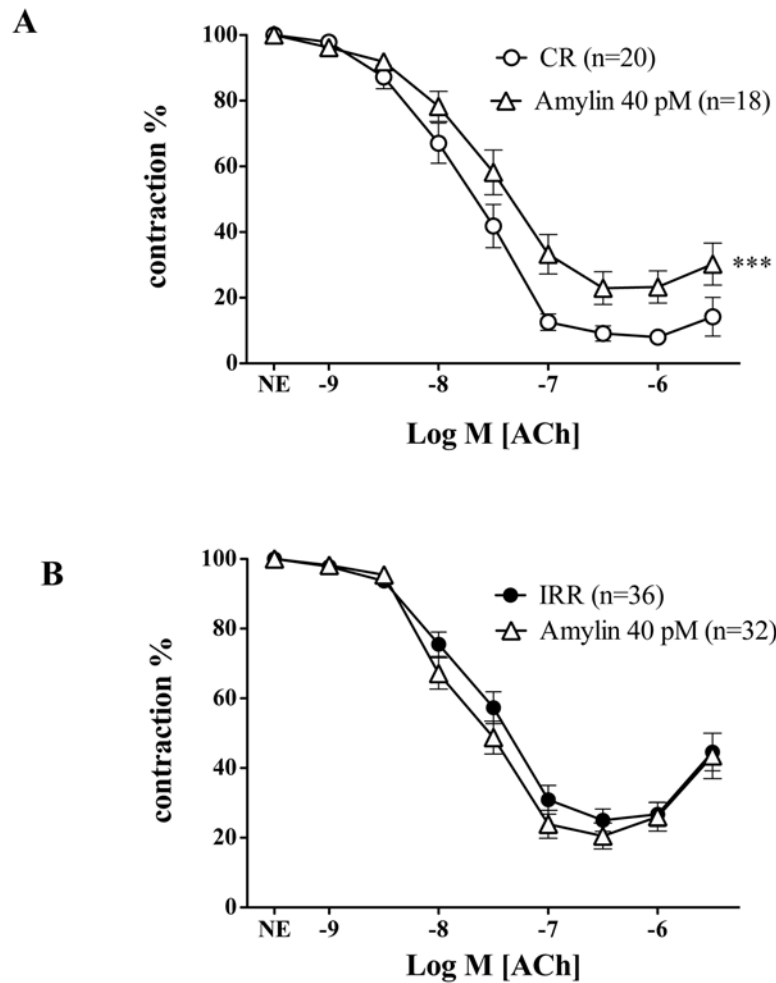 A
contraction %
100
80
60
40
20
0
CR (n=20)
Amylin 40 pM (n=18)
***
NE -9 -8 -7 -6
Log M [ACh]
B
contraction %
100
80
60
40
20
0
IRR (n=36)
Amylin 40 pM (n=32)
NE -9 -8 -7 -6
Log M [ACh]